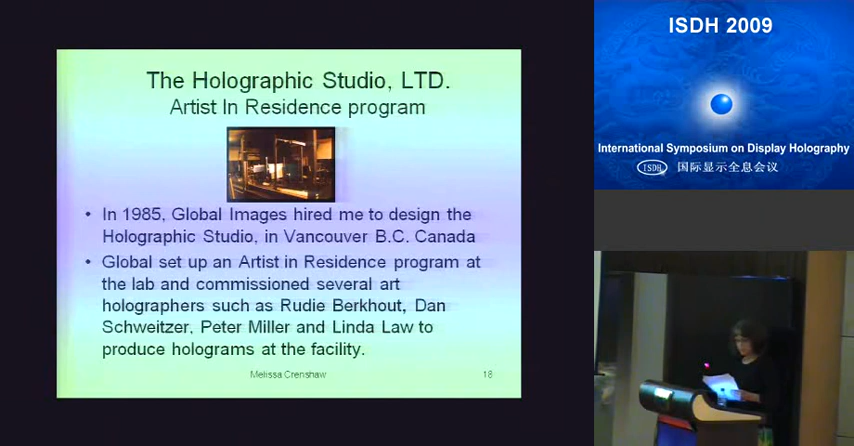 The Holographic Studio, LTD.
Artist In Residence program
• In 1985, Global Images hired me to design the
Holographic Studio, in Vancouver B.C. Canada
• Global set up an Artist in Residence program at
the lab and commissioned several art
holographers such as Rudie Berkhout, Dan
Schweitzer, Peter Miller and Linda Law to
produce holograms at the facility.
Melissa Crenshaw
18
ISDH 2009
International Symposium on Display Holography
ISDH 国际显示全息会议